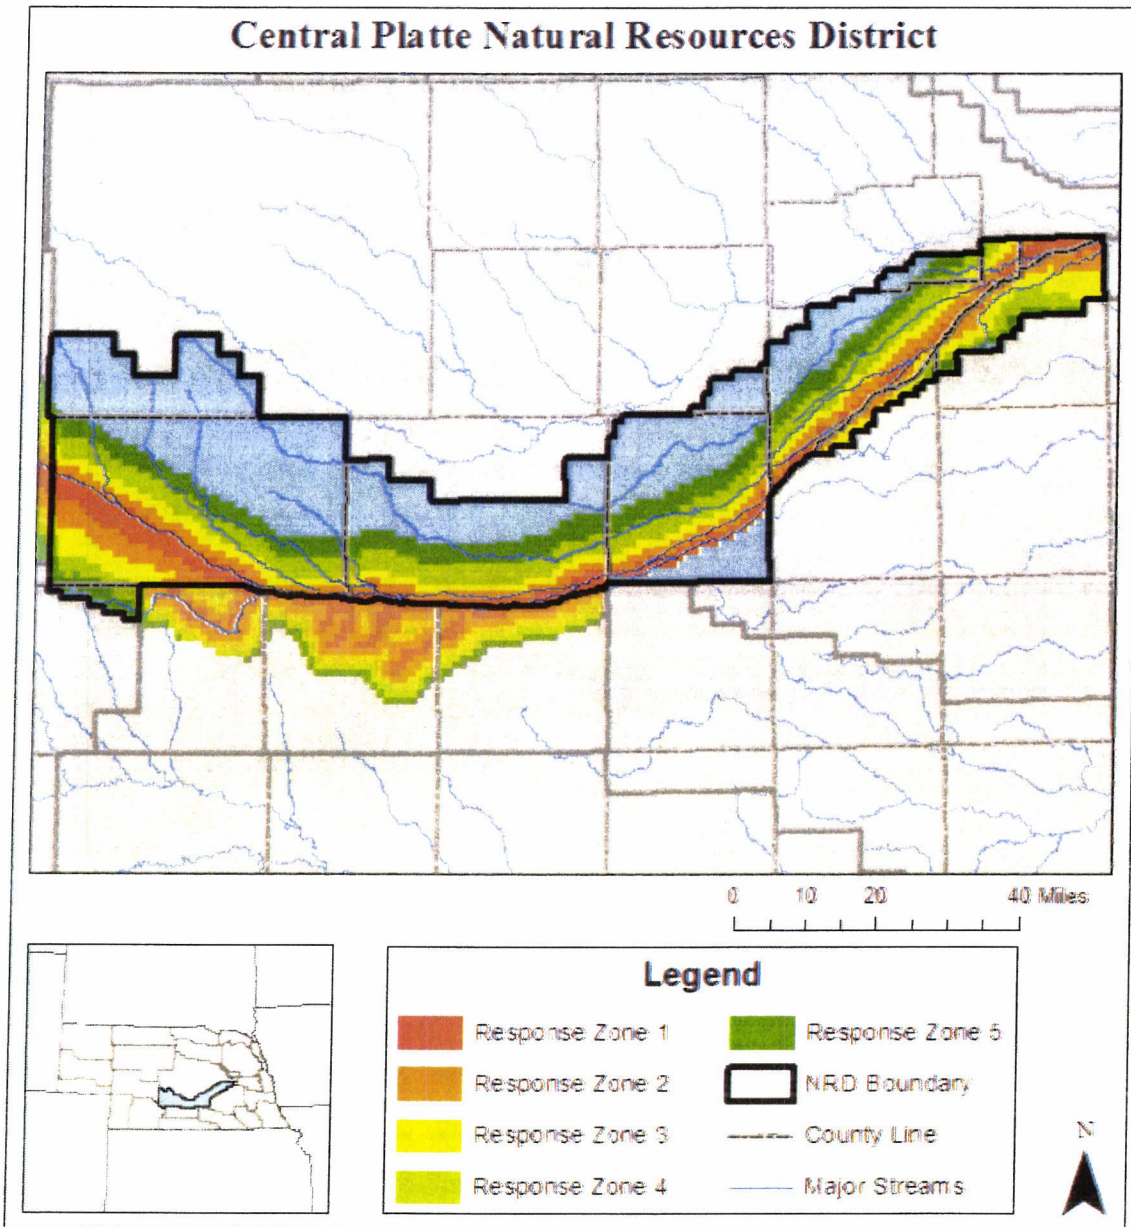 Central Platte Natural Resources District
0 10 20 40 Miles
Legend
Response Zone 1
Response Zone 2
Response Zone 3
Response Zone 4
Response Zone 5
NRD Boundary
County Line
Major Streams
N